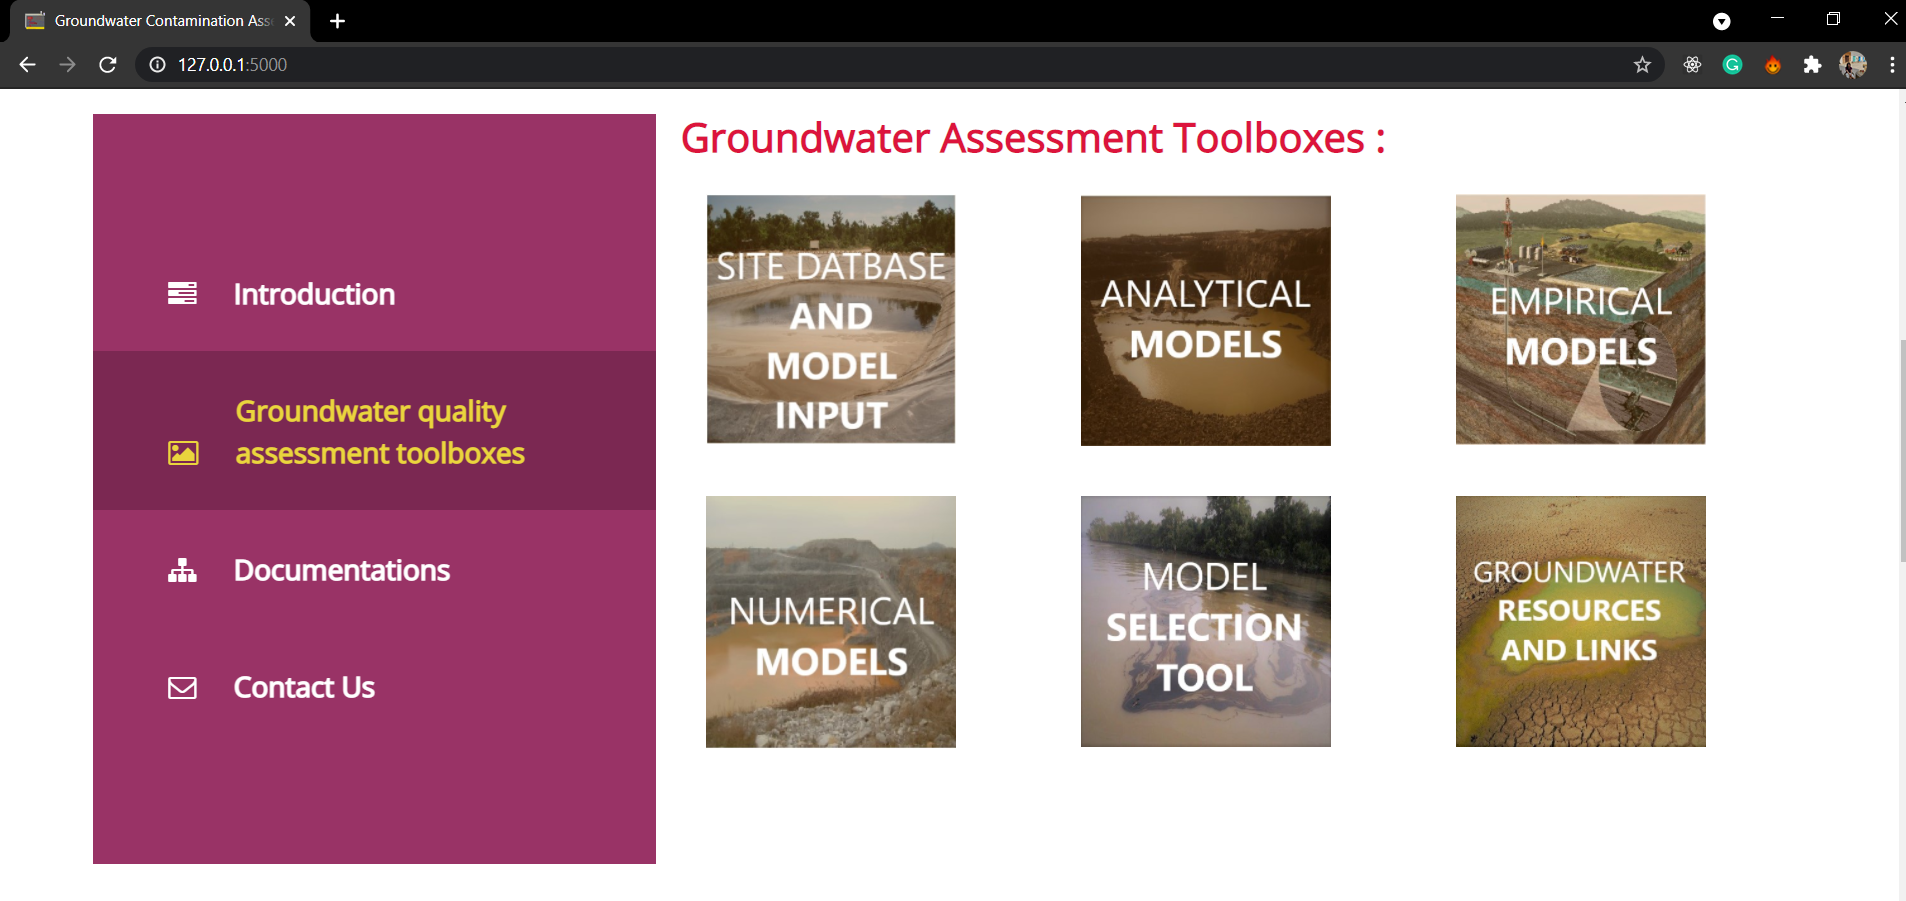 Groundwater Contamination Ass
127.0.0.1:5000
Introduction
Groundwater quality
assessment toolboxes
Documentations
Contact Us
Groundwater Assessment Toolboxes :
SITE DATBASE
AND
MODEL
INPUT
ANALYTICAL
MODELS
EMPIRICAL
MODELS
NUMERICAL
MODELS
MODEL
SELECTION
TOOL
GROUNDWATER
RESOURCES
AND LINKS